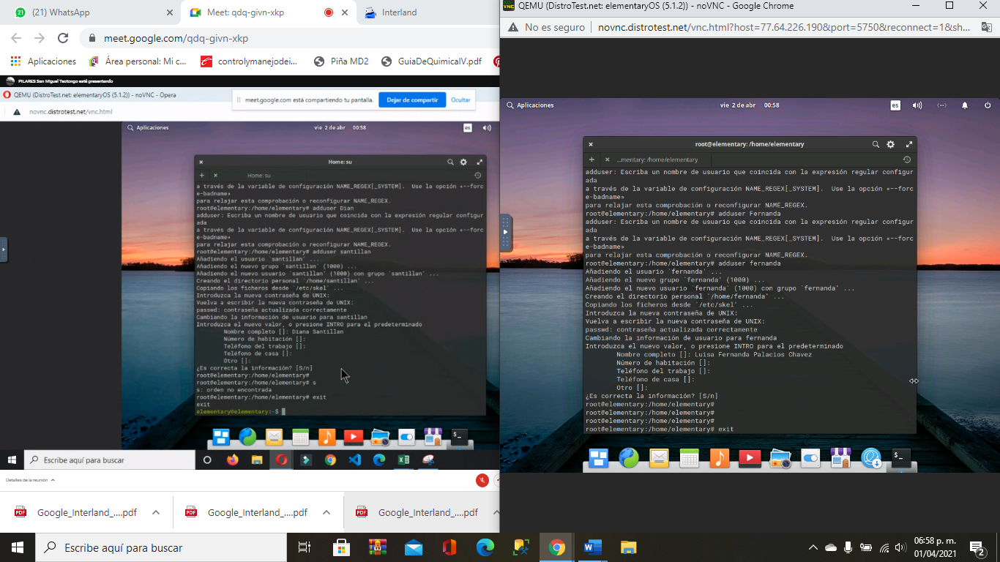 (21) WhatsApp
Meet: qdq-givn-xkp
Interland
meet.google.com/qdq-givn-xkp
Aplicaciones
Área personal: Mi c...
controlymanejodei...
Piña MD2
GuiaDeQuimicaIV.pdf
PILARES San Miguel Teotongo está presentando
QEMU (DistroTest.net: elementaryOS (5.1.2)) - noVNC - Opera
meet.google.com está compartiendo tu pantalla.
Dejar de compartir
Ocultar
novnc.distrotest.net/vnc.html
Aplicaciones
vie 2 de abr 00:58
es
Home: su
Home: su
a través de la variable de configuración NAME_REGEX[_SYSTEM].  Use la opción «--forc
e-badname»
para relajar esta comprobación o reconfigurar NAME_REGEX.
root@elementary:/home/elementary# adduser Dian
adduser: Escriba un nombre de usuario que coincida con la expresión regular configur
ada
a través de la variable de configuración NAME_REGEX[_SYSTEM].  Use la opción «--forc
e-badname»
para relajar esta comprobación o reconfigurar NAME_REGEX.
root@elementary:/home/elementary# adduser santillan
Añadiendo el usuario `santillan' ...
Añadiendo el nuevo grupo `santillan' (1000) ...
Añadiendo el nuevo usuario `santillan' (1000) con grupo `santillan' ...
Creando el directorio personal `/home/santillan' ...
Copiando los ficheros desde `/etc/skel' ...
Introduzca la nueva contraseña de UNIX:
Vuelva a escribir la nueva contraseña de UNIX:
passwd: contraseña actualizada correctamente
Cambiando la información de usuario para santillan
Introduzca el nuevo valor, o presione INTRO para el predeterminado
Nombre completo []: Diana Santillan
Número de habitación []:
Teléfono del trabajo []:
Teléfono de casa []:
Otro []:
¿Es correcta la información? [S/n]
root@elementary:/home/elementary#
root@elementary:/home/elementary# s
s: orden no encontrada
root@elementary:/home/elementary# exit
exit
elementary@elementary:~$
Escribe aquí para buscar
Detalles de la reunión
Google_Interland_....pdf
Google_Interland_....pdf
Google_Interland_....pdf
QEMU (DistroTest.net: elementaryOS (5.1.2)) - noVNC - Google Chrome
No es seguro
novnc.distrotest.net/vnc.html?host=77.64.226.190&port=5750&reconnect=1&sh...
Aplicaciones
vie 2 de abr 00:58
es
root@elementary: /home/elementary
...mentary: /home/elementary
adduser: Escriba un nombre de usuario que coincida con la expresión regular configur
ada
a través de la variable de configuración NAME_REGEX[_SYSTEM].  Use la opción «--forc
e-badname»
para relajar esta comprobación o reconfigurar NAME_REGEX.
root@elementary:/home/elementary# adduser Fernanda
adduser: Escriba un nombre de usuario que coincida con la expresión regular configur
ada
a través de la variable de configuración NAME_REGEX[_SYSTEM].  Use la opción «--forc
e-badname»
para relajar esta comprobación o reconfigurar NAME_REGEX.
root@elementary:/home/elementary# adduser fernanda
Añadiendo el usuario `fernanda' ...
Añadiendo el nuevo grupo `fernanda' (1000) ...
Añadiendo el nuevo usuario `fernanda' (1000) con grupo `fernanda' ...
Creando el directorio personal `/home/fernanda' ...
Copiando los ficheros desde `/etc/skel' ...
Introduzca la nueva contraseña de UNIX:
Vuelva a escribir la nueva contraseña de UNIX:
passwd: contraseña actualizada correctamente
Cambiando la información de usuario para fernanda
Introduzca el nuevo valor, o presione INTRO para el predeterminado
Nombre completo []: Luisa Fernanda Palacios Chavez
Número de habitación []:
Teléfono del trabajo []:
Teléfono de casa []:
Otro []:
¿Es correcta la información? [S/n]
root@elementary:/home/elementary#
root@elementary:/home/elementary#
root@elementary:/home/elementary#
root@elementary:/home/elementary# exit
Escribe aquí para buscar
06:58 p. m.
01/04/2021
2